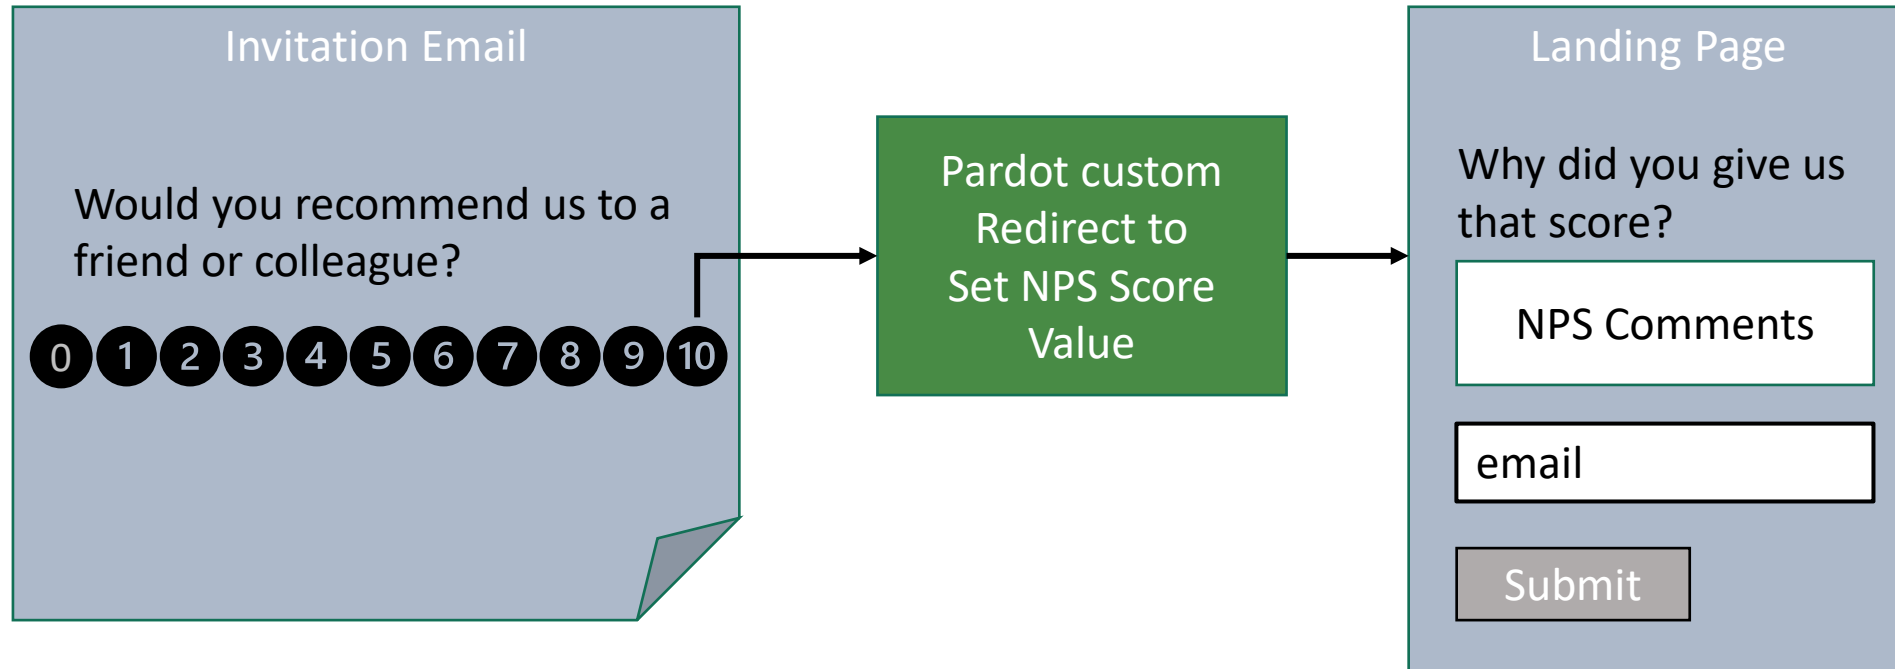 Invitation Email
Would you recommend us to a
friend or colleague?
0 1 2 3 4 5 6 7 8 9 10
Pardot custom
Redirect to
Set NPS Score
Value
Landing Page
Why did you give us
that score?
NPS Comments
email
Submit